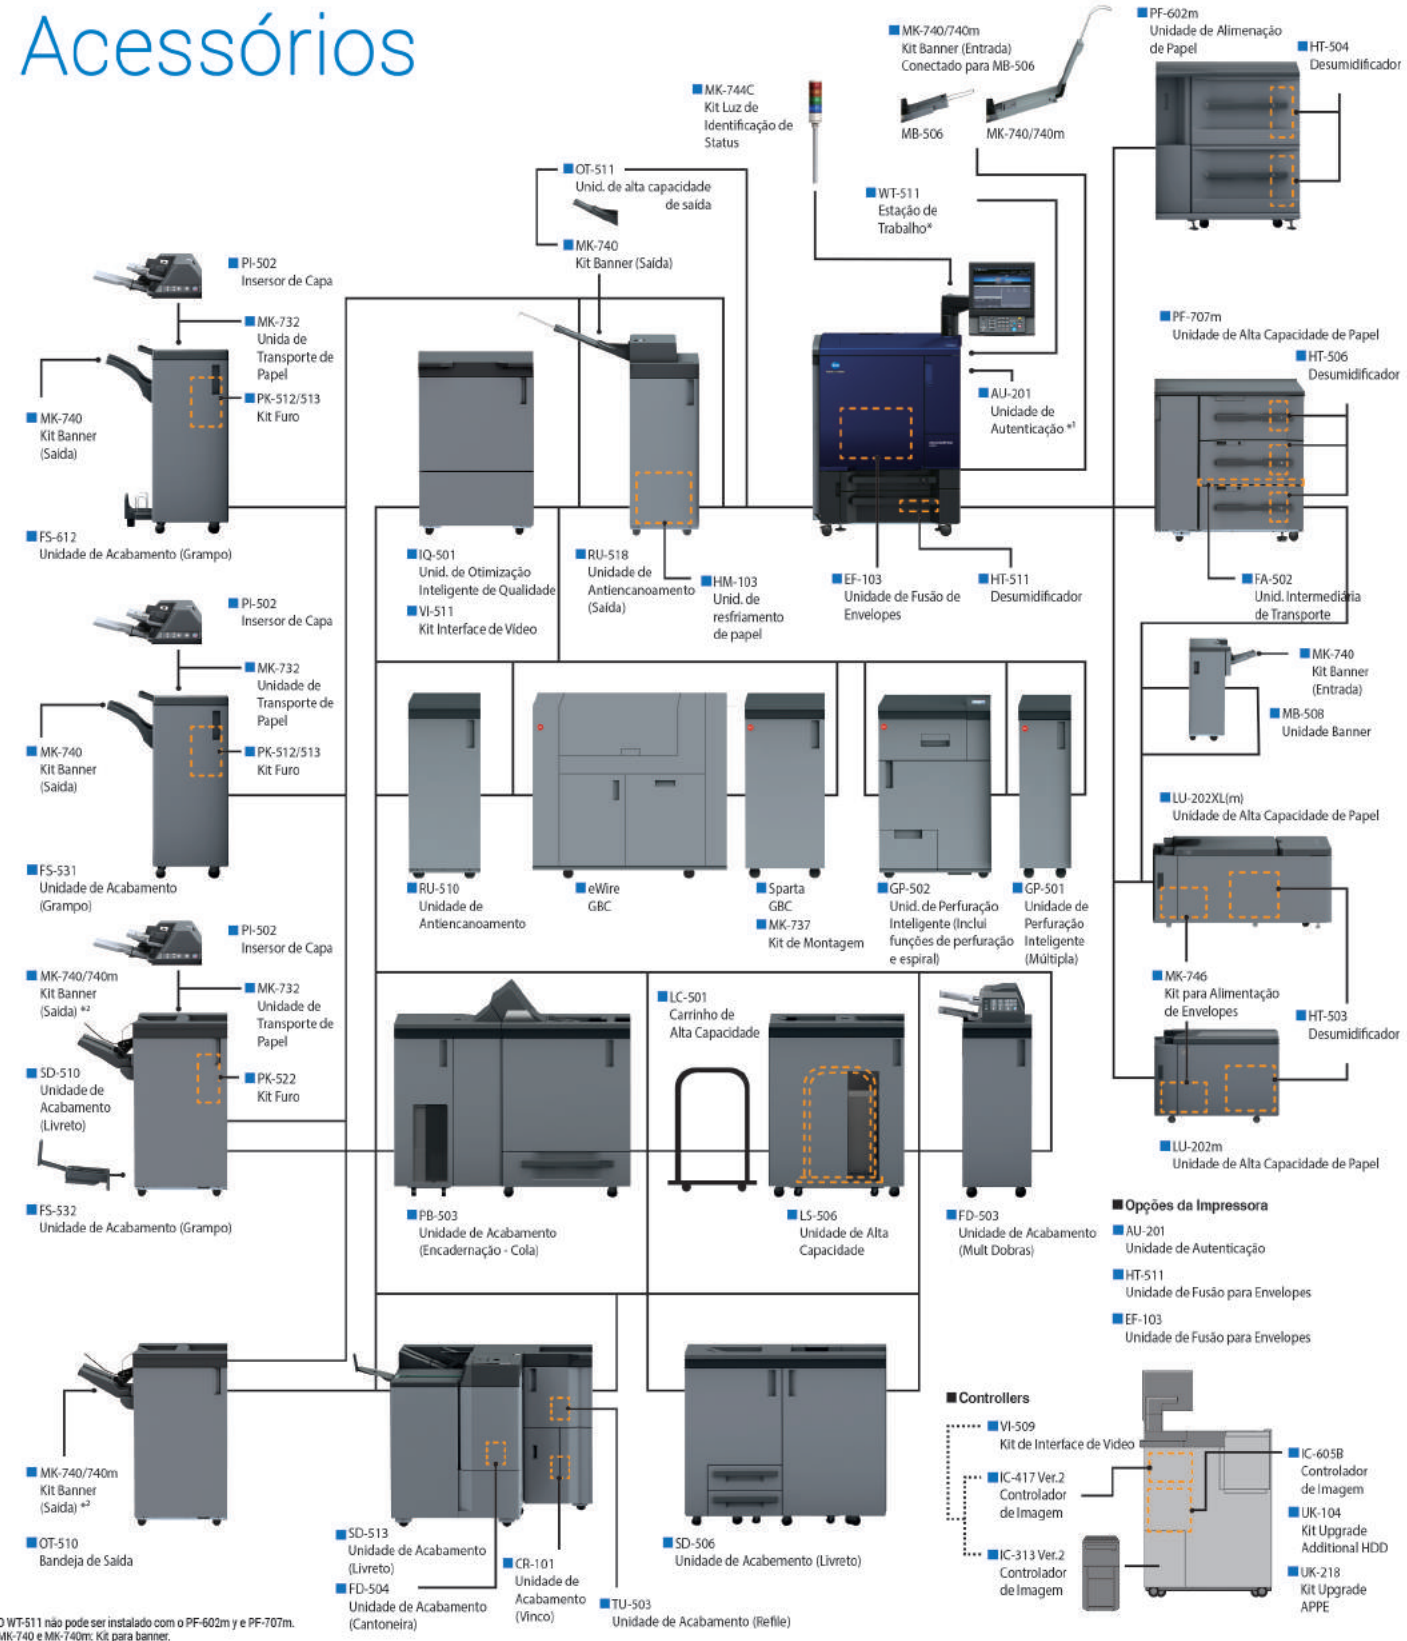 Acessórios
MK-740/740m
Kit Banner (Entrada)
Conectado para MB-506
MB-506
MK-740/740m
PF-602m
Unidade de Alimenação
de Papel
HT-504
Desumidificador
MK-744C
Kit Luz de
Identificação de
Status
OT-511
Unid. de alta capacidade
de saída
MK-740
Kit Banner (Saída)
WT-511
Estação de
Trabalho*
PI-502
Insersor de Capa
MK-732
Unida de
Transporte de
Papel
PK-512/513
Kit Furo
MK-740
Kit Banner
(Saída)
FS-612
Unidade de Acabamento (Grampo)
AU-201
Unidade de
Autenticação *¹
PF-707m
Unidade de Alta Capacidade de Papel
HT-506
Desumidificador
IQ-501
Unid. de Otimização
Inteligente de Qualidade
VI-511
Kit Interface de Vídeo
RU-518
Unidade de
Antiencanoamento
(Saída)
HM-103
Unid. de
resfriamento
de papel
EF-103
Unidade de Fusão de
Envelopes
HT-511
Desumidificador
FA-502
Unid. Intermediária
de Transporte
PI-502
Insersor de Capa
MK-732
Unidade de
Transporte de
Papel
PK-512/513
Kit Furo
MK-740
Kit Banner
(Saída)
FS-531
Unidade de Acabamento
(Grampo)
MK-740
Kit Banner
(Entrada)
MB-508
Unidade Banner
LU-202XL(m)
Unidade de Alta Capacidade de Papel
RU-510
Unidade de
Antiencanoamento
eWire
GBC
Sparta
GBC
MK-737
Kit de Montagem
GP-502
Unid. de Perfuração
Inteligente (Inclui
funções de perfuração
e espiral)
GP-501
Unidade de
Perfuração
Inteligente
(Múltipla)
PI-502
Insersor de Capa
MK-740/740m
Kit Banner
(Saída) *²
MK-732
Unidade de
Transporte de
Papel
SD-510
Unidade de
Acabamento
(Livreto)
PK-522
Kit Furo
FS-532
Unidade de Acabamento (Grampo)
LC-501
Carrinho de
Alta Capacidade
MK-746
Kit para Alimentação
de Envelopes
HT-503
Desumidificador
LU-202m
Unidade de Alta Capacidade de Papel
PB-503
Unidade de Acabamento
(Encadernação - Cola)
LS-506
Unidade de Alta
Capacidade
FD-503
Unidade de Acabamento
(Mult Dobras)
Opções da Impressora
AU-201
Unidade de Autenticação
HT-511
Unidade de Fusão para Envelopes
EF-103
Unidade de Fusão para Envelopes
MK-740/740m
Kit Banner
(Saída) *²
OT-510
Bandeja de Saída
SD-513
Unidade de Acabamento
(Livreto)
FD-504
Unidade de Acabamento
(Cantoneira)
CR-101
Unidade de
Acabamento
(Vinco)
TU-503
Unidade de Acabamento (Refile)
SD-506
Unidade de Acabemento (Livreto)
Controllers
VI-509
Kit de Interface de Vídeo
IC-417 Ver.2
Controlador
de Imagem
IC-313 Ver.2
Controlador
de Imagem
IC-605B
Controlador
de Imagem
UK-104
Kit Upgrade
Additional HDD
UK-218
Kit Upgrade
APPE
O WT-511 não pode ser instalado com o PF-602m y e PF-707m.
MK-740 e MK-740m: Kit para banner.